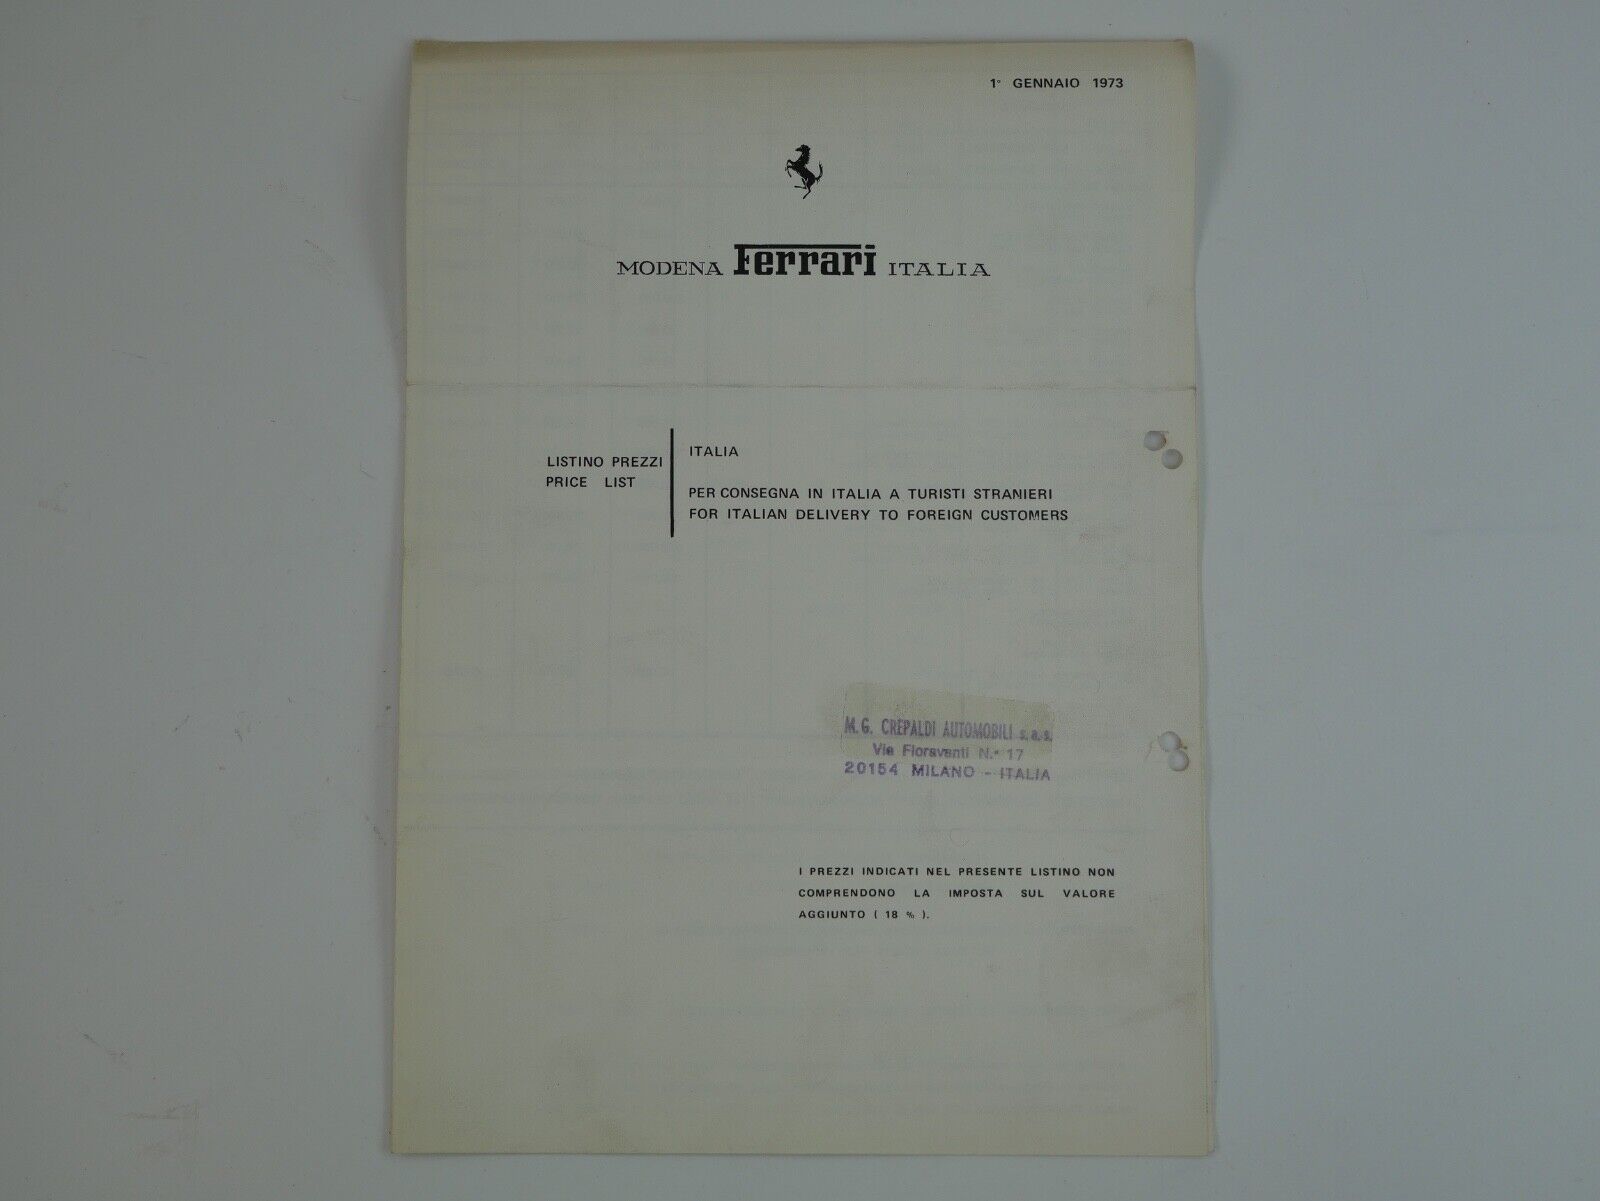 1° GENNAIO 1973
MODENA Ferrari ITALIA
LISTINO PREZZI
PRICE LIST
ITALIA
PER CONSEGNA IN ITALIA A TURISTI STRANIERI
FOR ITALIAN DELIVERY TO FOREIGN CUSTOMERS
M. G. CREPALDI AUTOMOBILI s.a.s.
Via Fioravanti N.° 17
20154 MILANO - ITALIA
I PREZZI INDICATI NEL PRESENTE LISTINO NON
COMPRENDONO LA IMPOSTA SUL VALORE
AGGIUNTO ( 18 % ).